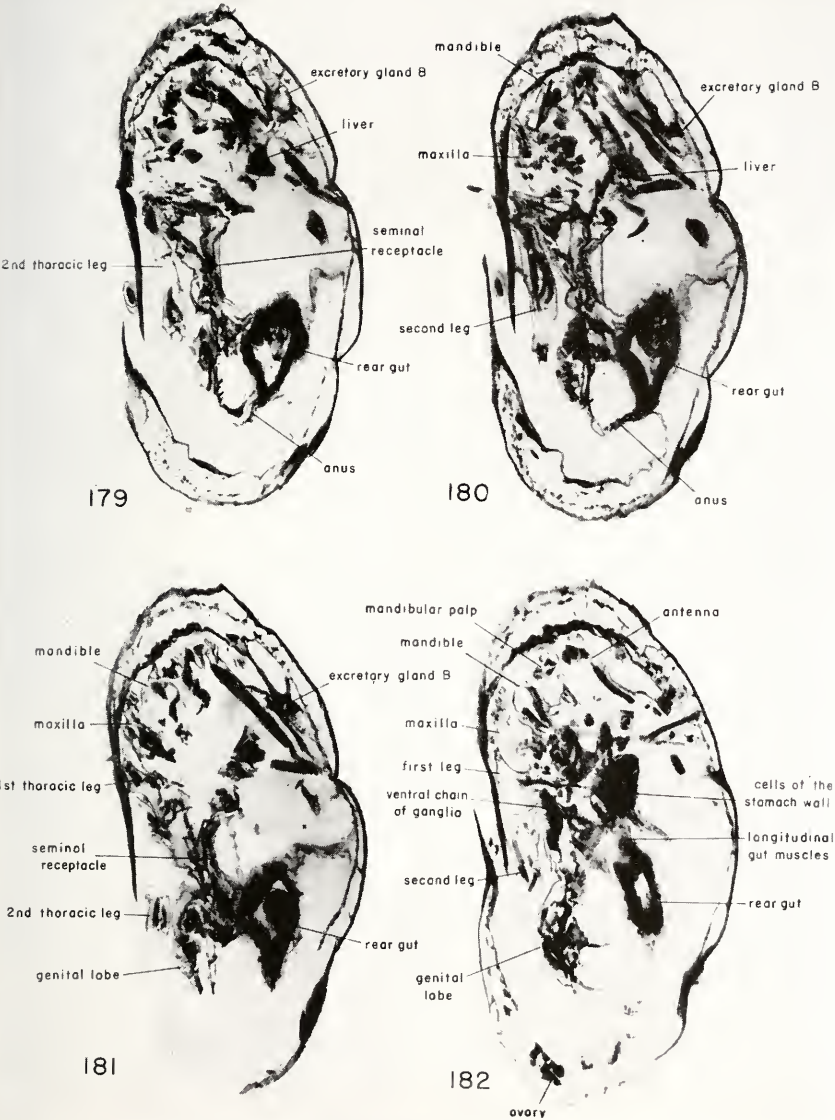 excretory gland B
liver
seminal
receptacle
2nd thoracic leg
rear gut
anus
179
mandible
excretory gland B
maxilla
liver
second leg
rear gut
anus
180
mandible
excretory gland B
maxilla
1st thoracic leg
seminal
receptacle
2nd thoracic leg
rear gut
genital lobe
181
mandibular palp
antenna
mandible
maxilla
first leg
cells of the
stamach wall
ventral chain
of ganglio
longitudinal
gut muscles
second leg
rear gut
genital
lobe
182
ovary